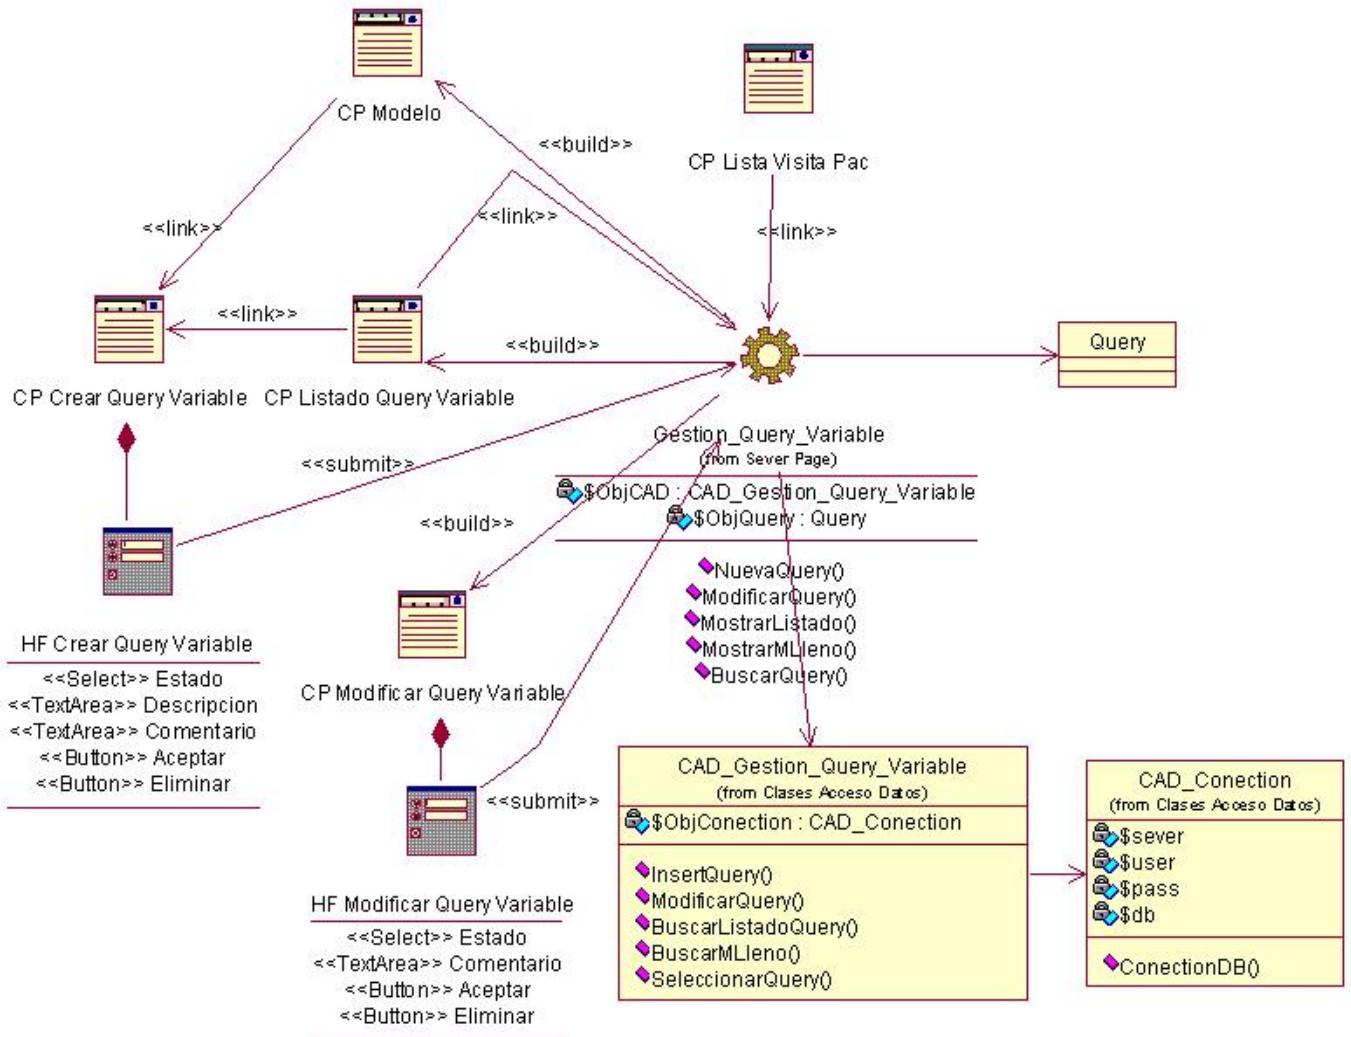 CP Modelo
CP Lista Visita Pac
<<build>>
<<link>>
<<link>>
<<link>>
<<link>>
<<build>>
Query
CP Crear Query Variable
CP Listado Query Variable
Gestion_Query_Variable
(from Sever Page)
$ObjCAD : CAD_Gestion_Query_Variable
$ObjQuery : Query
NuevaQuery()
ModificarQuery()
MostrarListado()
MostrarMLleno()
BuscarQuery()
<<submit>>
<<build>>
HF Crear Query Variable
<<Select>> Estado
<<TextArea>> Descripcion
<<TextArea>> Comentario
<<Button>> Aceptar
<<Button>> Eliminar
CP Modificar Query Variable
<<submit>>
HF Modificar Query Variable
<<Select>> Estado
<<TextArea>> Comentario
<<Button>> Aceptar
<<Button>> Eliminar
CAD_Gestion_Query_Variable
(from Clases Acceso Datos)
$ObjConection : CAD_Conection
InsertQuery()
ModificarQuery()
BuscarListadoQuery()
BuscarMLleno()
SeleccionarQuery()
CAD_Conection
(from Clases Acceso Datos)
$sever
$user
$pass
$db
ConectionDB()